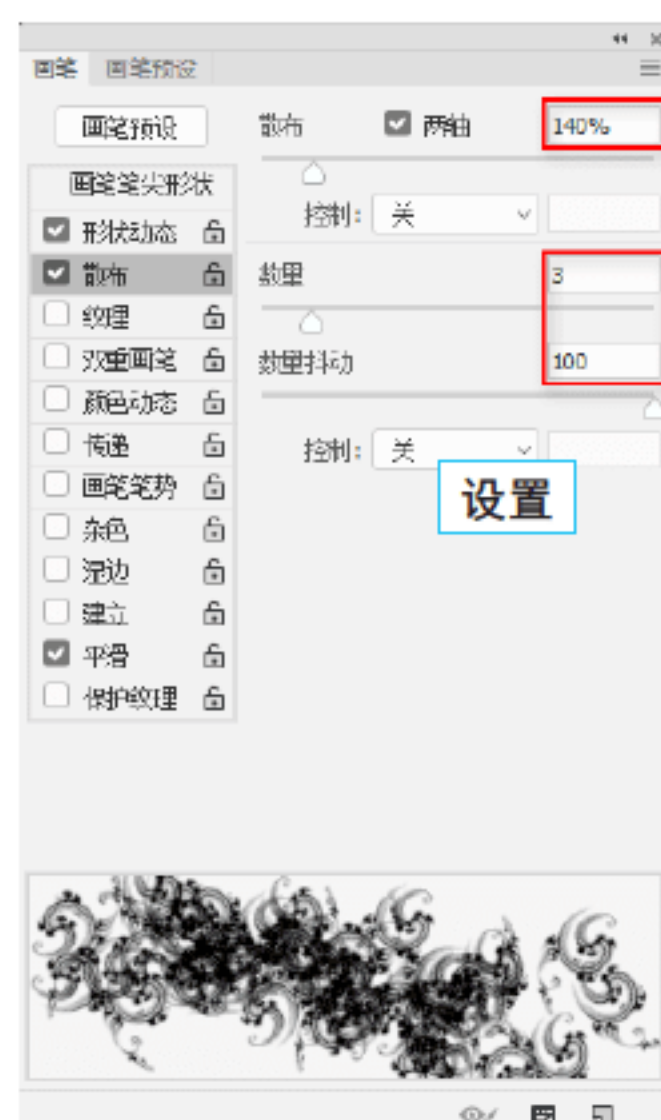 画笔 画笔预设
画笔预设
散布 两轴 140%
画笔笔尖形状
控制: 关
形状动态
散布
数量 3
纹理
双重画笔
数量抖动 100
颜色动态
传递
控制: 关
画笔笔势
设置
杂色
湿边
建立
平滑
保护纹理